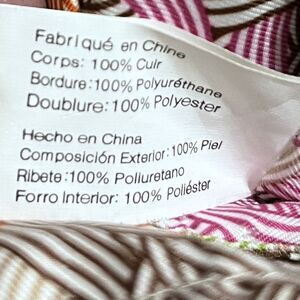 Fabriqué en Chine
Corps: 100% Cuir
Bordure: 100% Polyuréthane
Doublure: 100% Polyester
Hecho en China
Composición Exterior: 100% Piel
Ribete: 100% Poliuretano
Forro Interior: 100% Poliéster